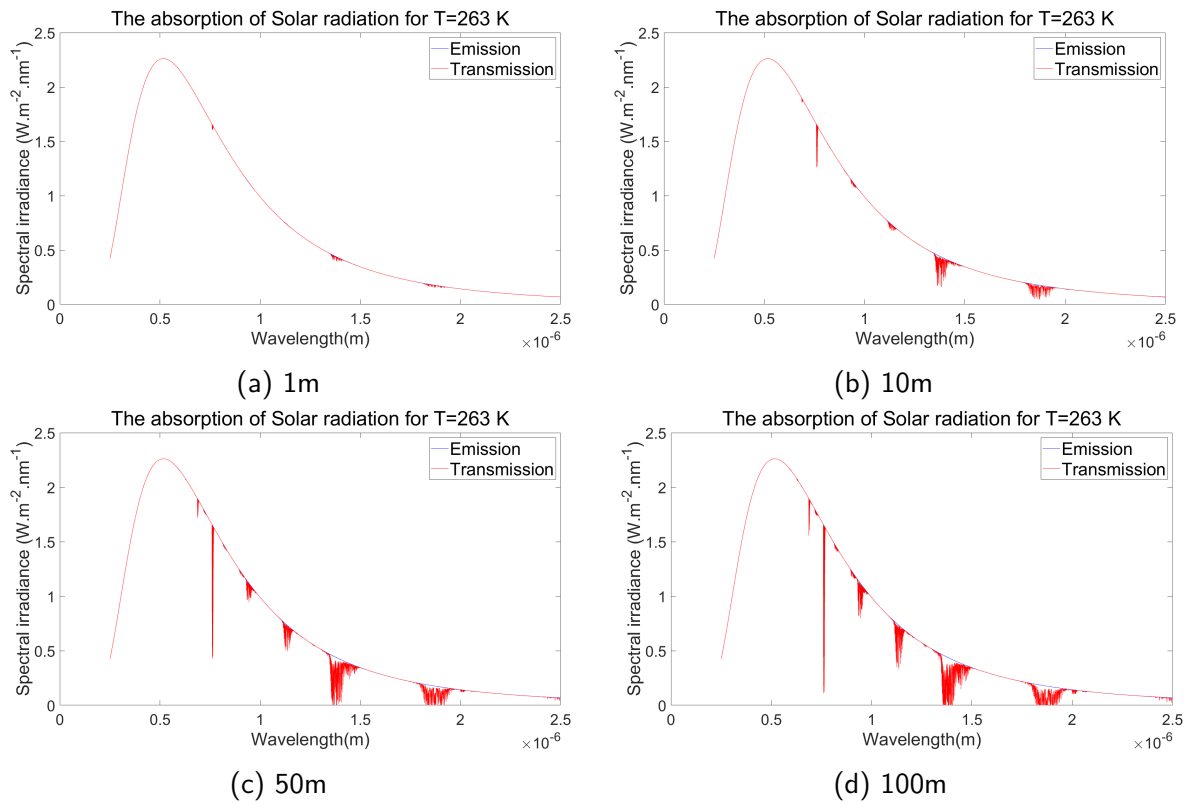 The absorption of Solar radiation for T=263 K
Spectral irradiance (W.m-2.nm-1)
2.5
2
1.5
1
0.5
0
Emission
Transmission
0 0.5 1 1.5 2 2.5
Wavelength(m)
×10-6
(a) 1m
The absorption of Solar radiation for T=263 K
Spectral irradiance (W.m-2.nm-1)
2.5
2
1.5
1
0.5
0
Emission
Transmission
0 0.5 1 1.5 2 2.5
Wavelength(m)
×10-6
(b) 10m
The absorption of Solar radiation for T=263 K
Spectral irradiance (W.m-2.nm-1)
2.5
2
1.5
1
0.5
0
Emission
Transmission
0 0.5 1 1.5 2 2.5
Wavelength(m)
×10-6
(c) 50m
The absorption of Solar radiation for T=263 K
Spectral irradiance (W.m-2.nm-1)
2.5
2
1.5
1
0.5
0
Emission
Transmission
0 0.5 1 1.5 2 2.5
Wavelength(m)
×10-6
(d) 100m